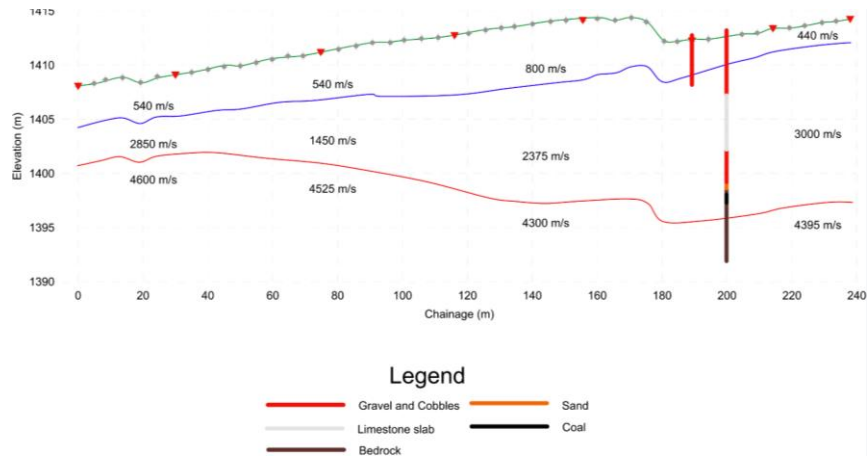 1415
440 m/s
1410
800 m/s
540 m/s
540 m/s
1405
Elevation (m)
2850 m/s
1450 m/s
2375 m/s
3000 m/s
1400
4600 m/s
4525 m/s
4300 m/s
4395 m/s
1395
1390
0 20 40 60 80 100 120 140 160 180 200 220 240
Chainage (m)
Legend
Gravel and Cobbles Sand
Limestone slab Coal
Bedrock